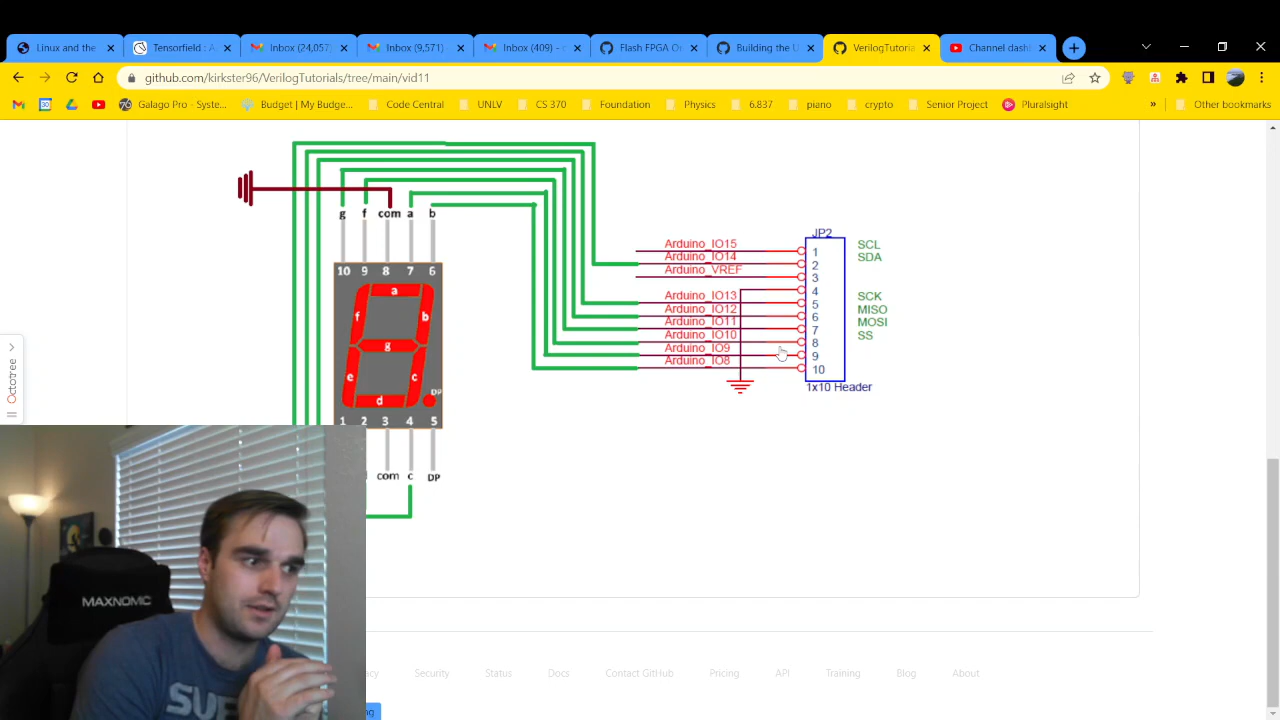 Linux and the
Tensorfield : A
Inbox (24,057
Inbox (9,571)
Inbox (409) - c
Flash FPGA On
Building the U
VerilogTutoria
Channel dashb
github.com/kirkster96/VerilogTutorials/tree/main/vid11
Galago Pro - Syste...
Budget | My Budge...
Code Central
UNLV
CS 370
Foundation
Physics
6.837
piano
crypto
Senior Project
Pluralsight
»
Other bookmarks
g f com a b
10 9 8 7 6
a
f b
g
e c
d
DP
1 2 3 4 5
com c DP
JP2
Arduino_IO15 1 SCL
Arduino_IO14 2 SDA
Arduino_VREF 3
4
Arduino_IO13 5 SCK
Arduino_IO12 6 MISO
Arduino_IO11 7 MOSI
Arduino_IO10 8 SS
Arduino_IO9 9
Arduino_IO8 10
1x10 Header
Octotree
MAXNOMIC
acy
Security
Status
Docs
Contact GitHub
Pricing
API
Training
Blog
About